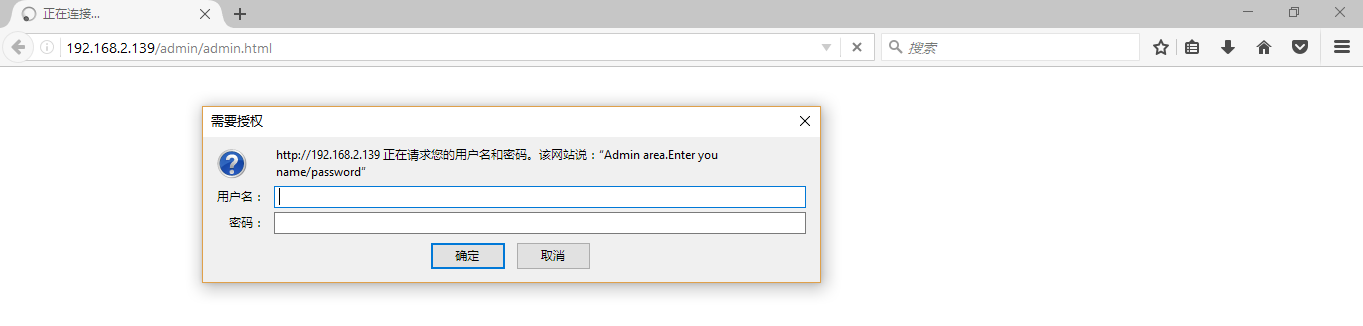 正在连接...
192.168.2.139/admin/admin.html
搜索
需要授权
http://192.168.2.139 正在请求您的用户名和密码。该网站说：“Admin area.Enter you
name/password”
用户名：
密码：
确定
取消